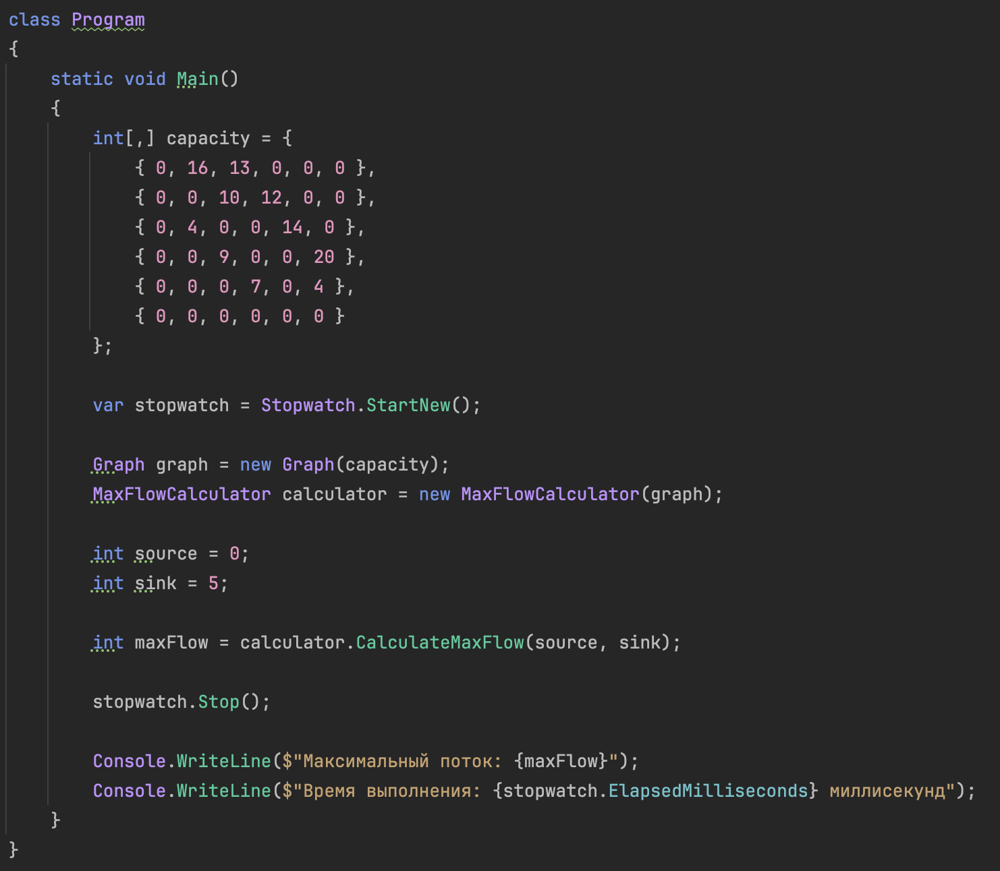 class Program
{
    static void Main()
    {
        int[,] capacity = {
            { 0, 16, 13, 0, 0, 0 },
            { 0, 0, 10, 12, 0, 0 },
            { 0, 4, 0, 0, 14, 0 },
            { 0, 0, 9, 0, 0, 20 },
            { 0, 0, 0, 7, 0, 4 },
            { 0, 0, 0, 0, 0, 0 }
        };

        var stopwatch = Stopwatch.StartNew();

        Graph graph = new Graph(capacity);
        MaxFlowCalculator calculator = new MaxFlowCalculator(graph);

        int source = 0;
        int sink = 5;

        int maxFlow = calculator.CalculateMaxFlow(source, sink);

        stopwatch.Stop();

        Console.WriteLine($"Максимальный поток: {maxFlow}");
        Console.WriteLine($"Время выполнения: {stopwatch.ElapsedMilliseconds} миллисекунд");
    }
}